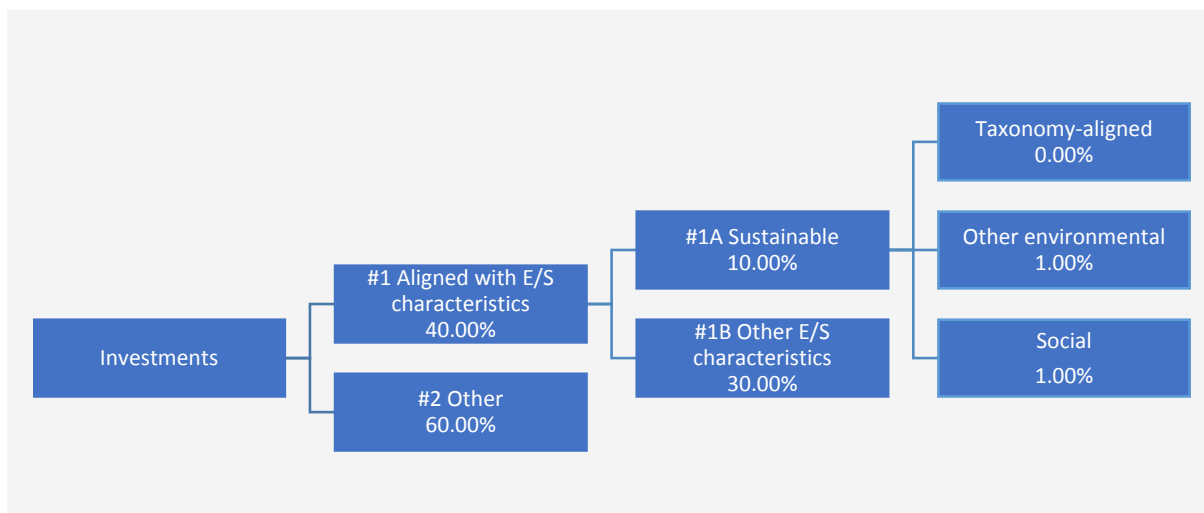 Investments
#1 Aligned with E/S
characteristics
40.00%
#2 Other
60.00%
#1A Sustainable
10.00%
#1B Other E/S
characteristics
30.00%
Taxonomy-aligned
0.00%
Other environmental
1.00%
Social
1.00%